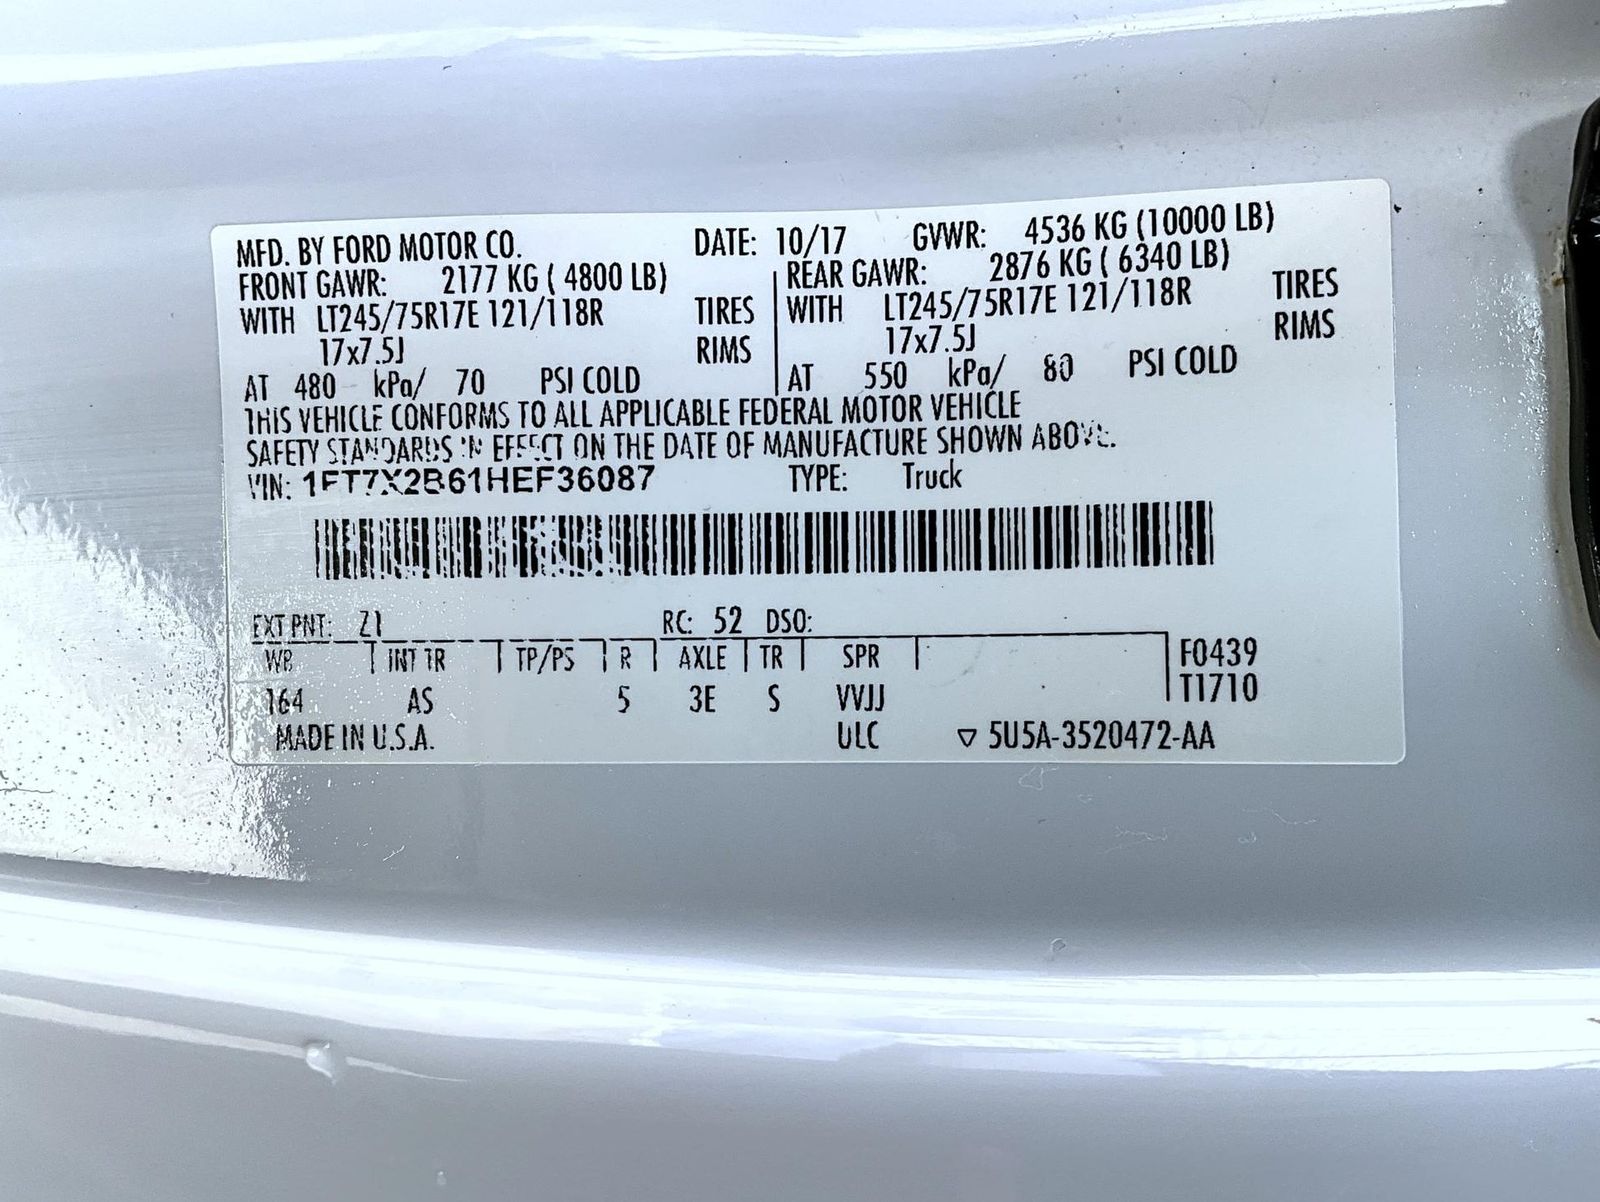 MFD. BY FORD MOTOR CO. DATE: 10/17 GVWR: 4536 KG (10000 LB)
FRONT GAWR: 2177 KG ( 4800 LB) REAR GAWR: 2876 KG ( 6340 LB)
WITH LT245/75R17E 121/118R TIRES WITH LT245/75R17E 121/118R TIRES
17x7.5J RIMS 17x7.5J RIMS
AT 480 kPa/ 70 PSI COLD AT 550 kPa/ 80 PSI COLD
THIS VEHICLE CONFORMS TO ALL APPLICABLE FEDERAL MOTOR VEHICLE
SAFETY STANDARDS IN EFFECT ON THE DATE OF MANUFACTURE SHOWN ABOVE.
VIN: 1FT7X2B61HEF36087 TYPE: Truck
EXT PNT: Z1 RC: 52 DSO:
WB INT TR TP/PS R AXLE TR SPR F0439
164 AS 5 3E S VVJJ T1710
MADE IN U.S.A. ULC ▽ 5U5A-3520472-AA